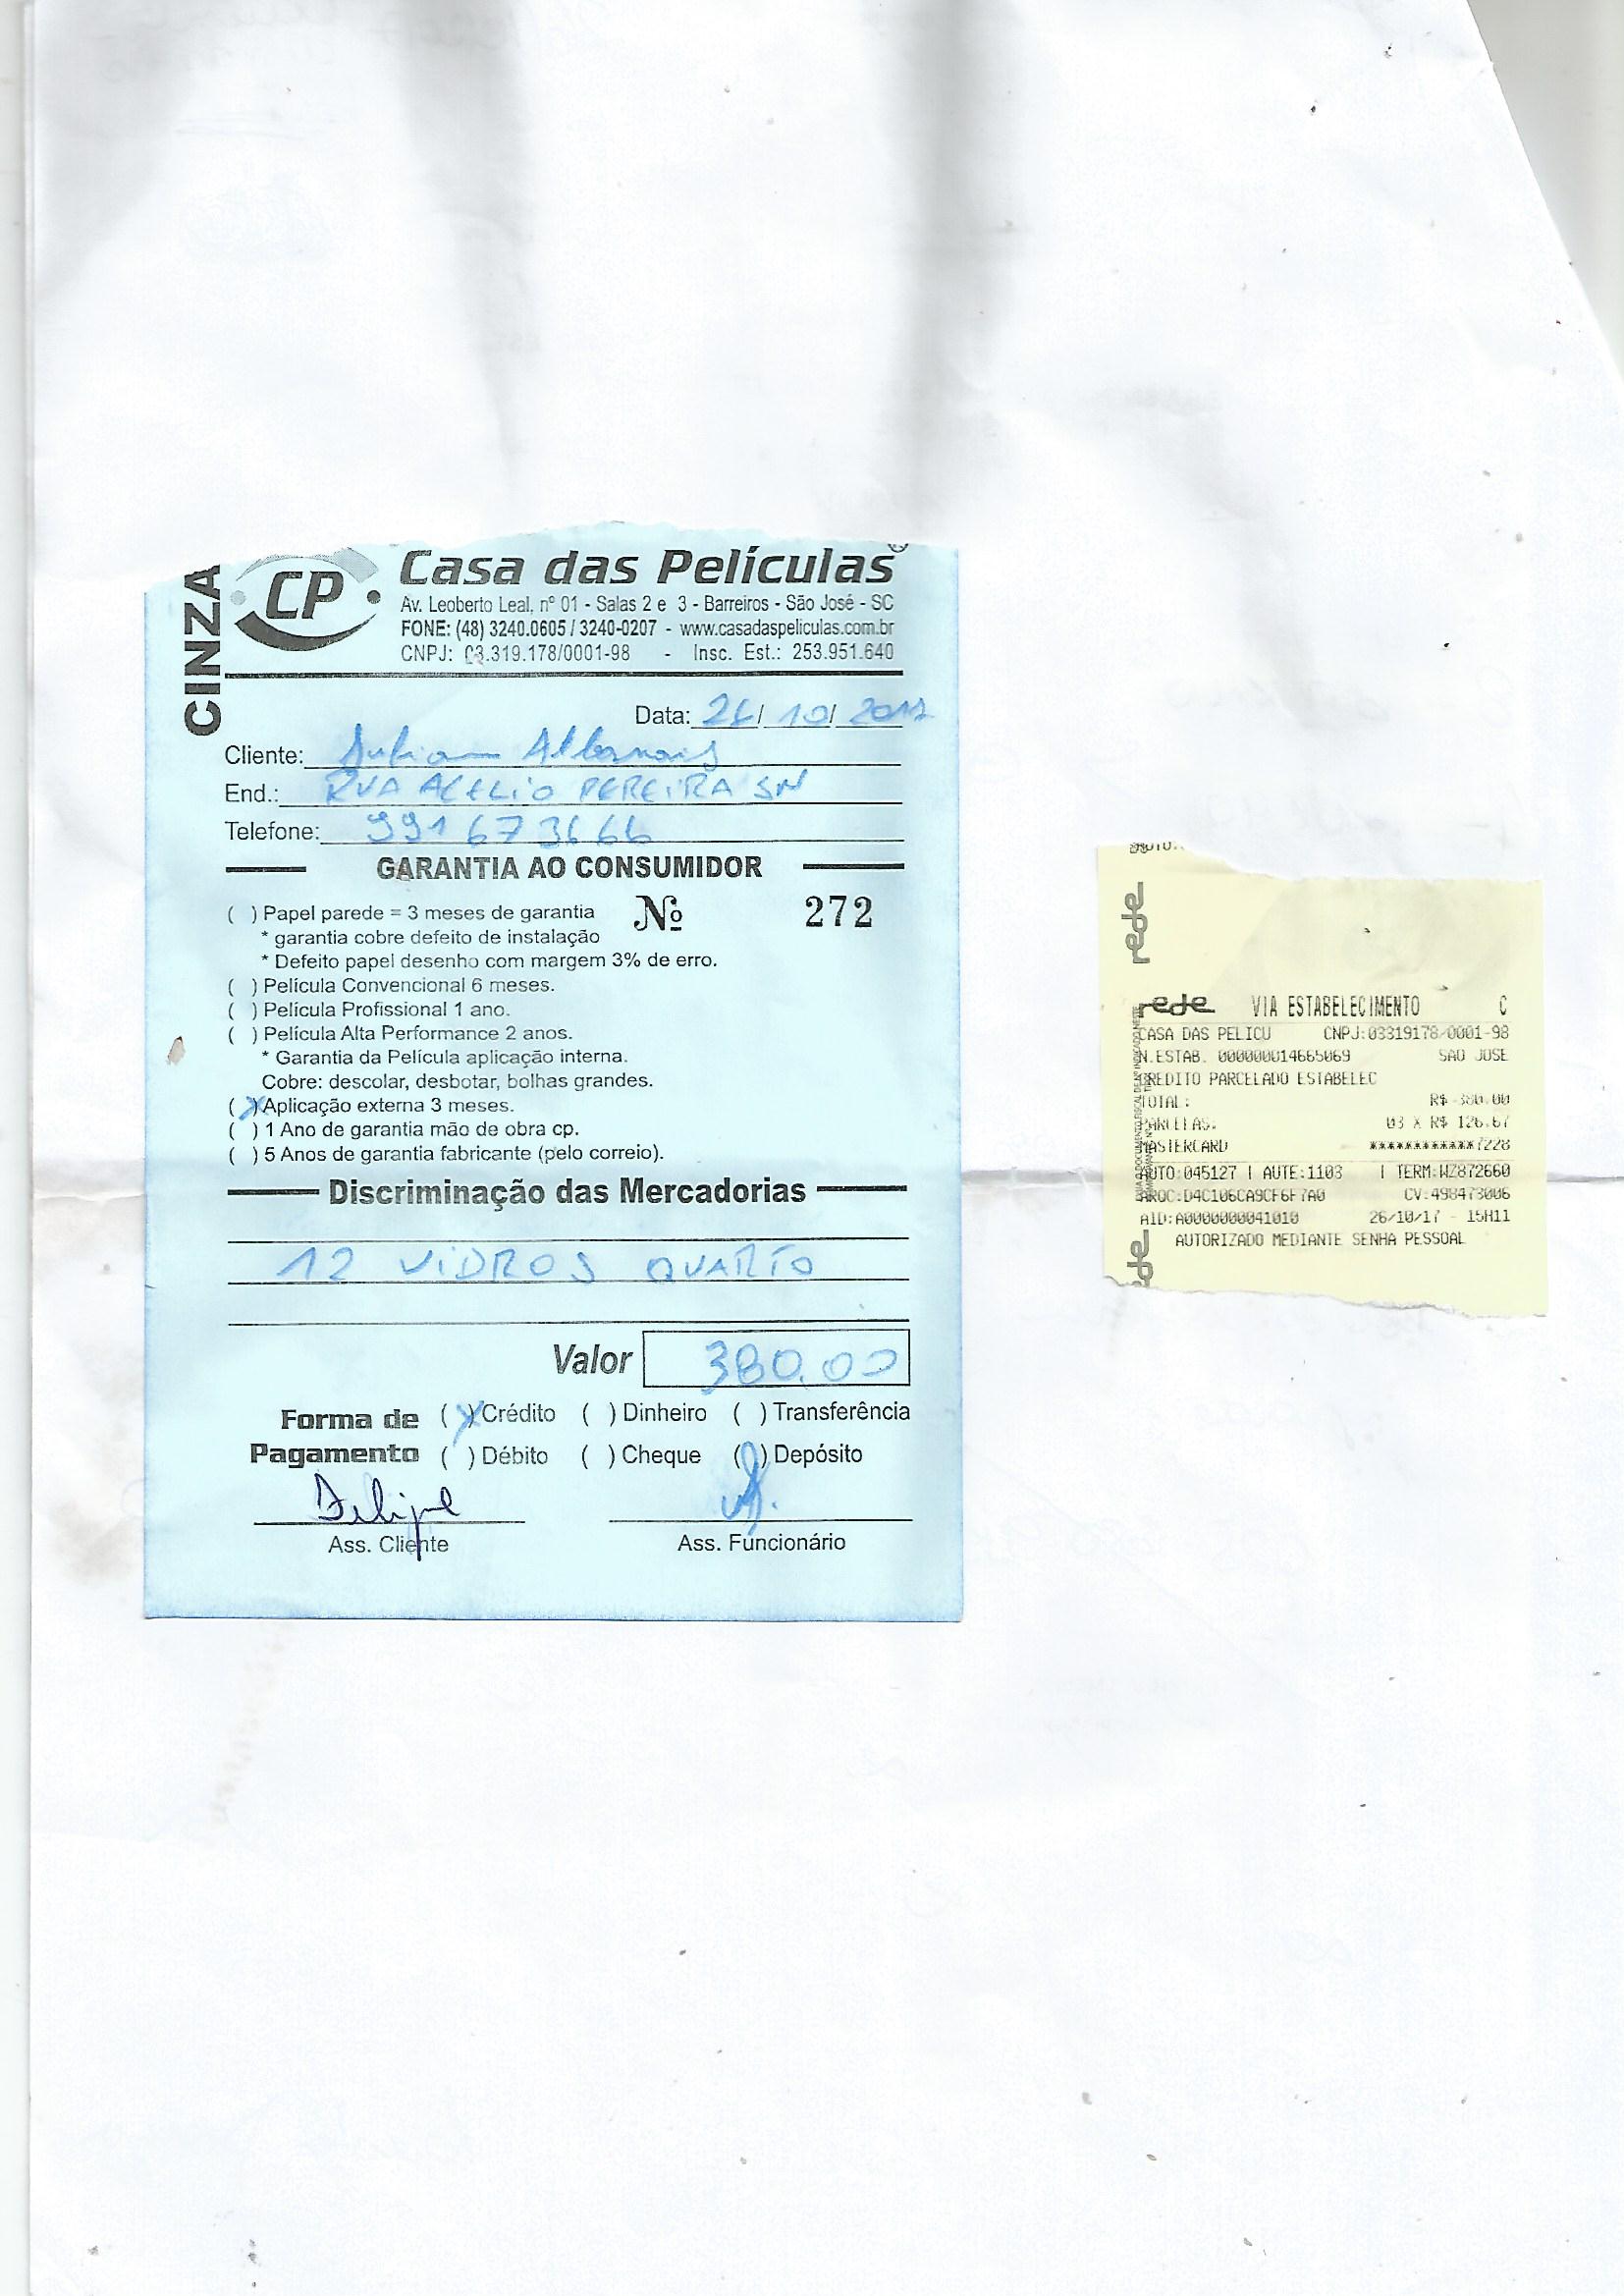 CINZA
CP
Casa das Películas
Av. Leoberto Leal, nº 01 - Salas 2 e 3 - Barreiros - São José - SC
FONE: (48) 3240.0605 / 3240-0207 - www.casadaspeliculas.com.br
CNPJ: 03.319.178/0001-98 - Insc. Est.: 253.951.640
Data: 26/ 10/ 2017
Cliente:
End.: RUA ACELIO PEREIRA SN
Telefone: 991673666
GARANTIA AO CONSUMIDOR
( ) Papel parede = 3 meses de garantia Nº 272
* garantia cobre defeito de instalação
* Defeito papel desenho com margem 3% de erro.
( ) Película Convencional 6 meses.
( ) Película Profissional 1 ano.
( ) Película Alta Performance 2 anos.
* Garantia da Película aplicação interna.
Cobre: descolar, desbotar, bolhas grandes.
(X) Aplicação externa 3 meses.
( ) 1 Ano de garantia mão de obra cp.
( ) 5 Anos de garantia fabricante (pelo correio).
Discriminação das Mercadorias
12 VIDROS QUARTO
Valor 380.00
Forma de Pagamento
(X) Crédito ( ) Dinheiro ( ) Transferência
( ) Débito ( ) Cheque ( ) Depósito
Felipe
Ass. Cliente Ass. Funcionário
rede
rede VIA ESTABELECIMENTO C
CASA DAS PELICU CNPJ:03319178/0001-98
N.ESTAB. 000000014665069 SAO JOSE
CREDITO PARCELADO ESTABELEC
TOTAL: R$ 380.00
PARCELAS. 03 X R$ 126.67
MASTERCARD ************7228
AUTO:045127 | AUTE:1103 | TERM:WZ872660
ARQC:D4C106CA9CF6F7A0 CV:498473006
AID:A0000000041010 26/10/17 - 15H11
AUTORIZADO MEDIANTE SENHA PESSOAL